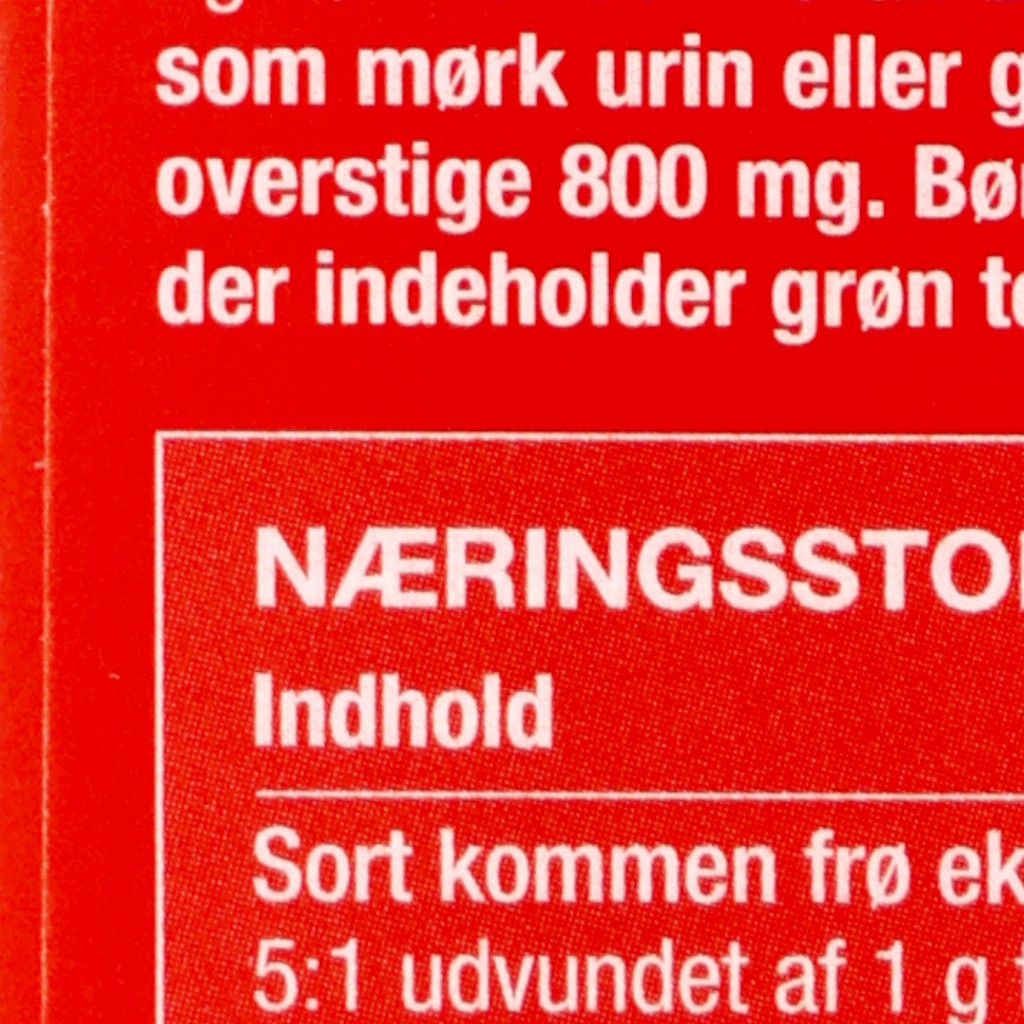 som mørk urin eller
overstige 800 mg.
der indeholder grøn
NÆRINGSSTO
Indhold
Sort kommen frø
5:1 udvundet af 1 g